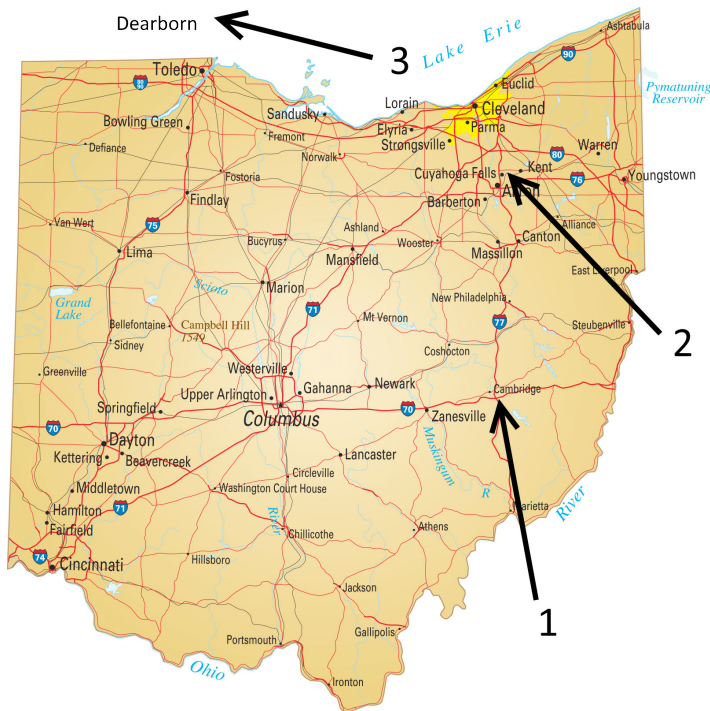 Dearborn
3
Lake Erie
Ashtabula
90
Toledo
80
90
Euclid
Pymatuning
Reservoir
Lorain
Cleveland
Sandusky
Bowling Green
Elyria
Parma
Fremont
Strongsville
Defiance
Norwalk
80
Warren
Cuyahoga Falls
Kent
76
Fostoria
Youngstown
Akron
Findlay
Barberton
Van Wert
75
Ashland
Alliance
Bucyrus
Wooster
Canton
Lima
Mansfield
Massillon
East Liverpool
Scioto
Marion
Grand
Lake
New Philadelphia
71
Bellefontaine
Campbell Hill
1549
Mt Vernon
77
Steubenville
2
Sidney
Coshocton
Greenville
Westerville
Newark
Cambridge
Upper Arlington
Gahanna
Springfield
70
Zanesville
Columbus
70
Dayton
Muskingum
R
Kettering
Beavercreek
Lancaster
Circleville
Middletown
Washington Court House
River
71
Marietta
River
Hamilton
Fairfield
Chillicothe
Athens
74
Hillsboro
Cincinnati
Jackson
1
Gallipolis
Portsmouth
Ohio
Ironton